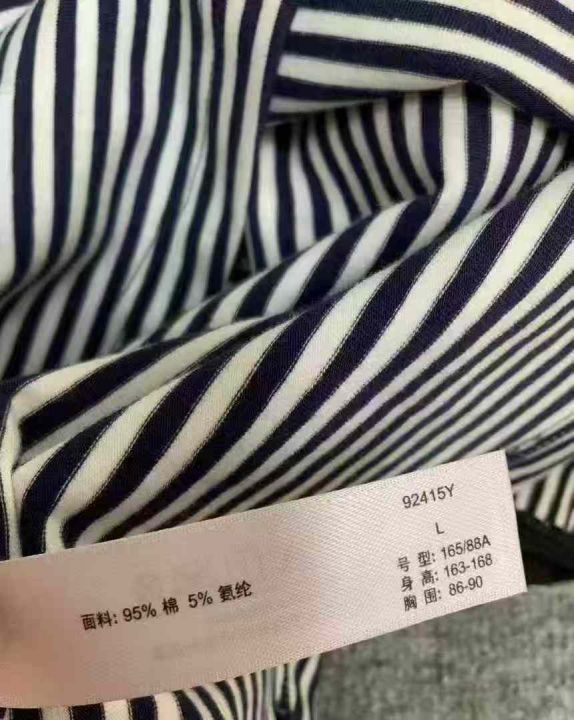 92415Y
L
号 型: 165/88A
身 高: 163-168
胸 围: 86-90
面料: 95% 棉 5% 氨纶